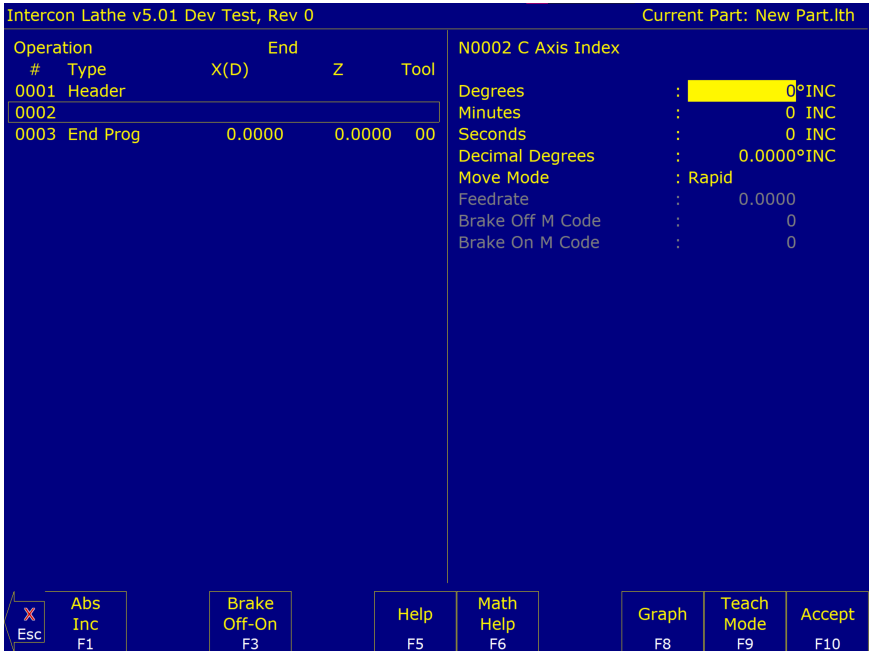 Intercon Lathe v5.01 Dev Test, Rev 0 Current Part: New Part.lth
Operation End
# Type X(D) Z Tool
0001 Header
0002
0003 End Prog 0.0000 0.0000 00
N0002 C Axis Index
Degrees : 0°INC
Minutes : 0 INC
Seconds : 0 INC
Decimal Degrees : 0.0000°INC
Move Mode : Rapid
Feedrate : 0.0000
Brake Off M Code : 0
Brake On M Code : 0
X
Esc
Abs
Inc
F1
Brake
Off-On
F3
Help
F5
Math
Help
F6
Graph
F8
Teach
Mode
F9
Accept
F10